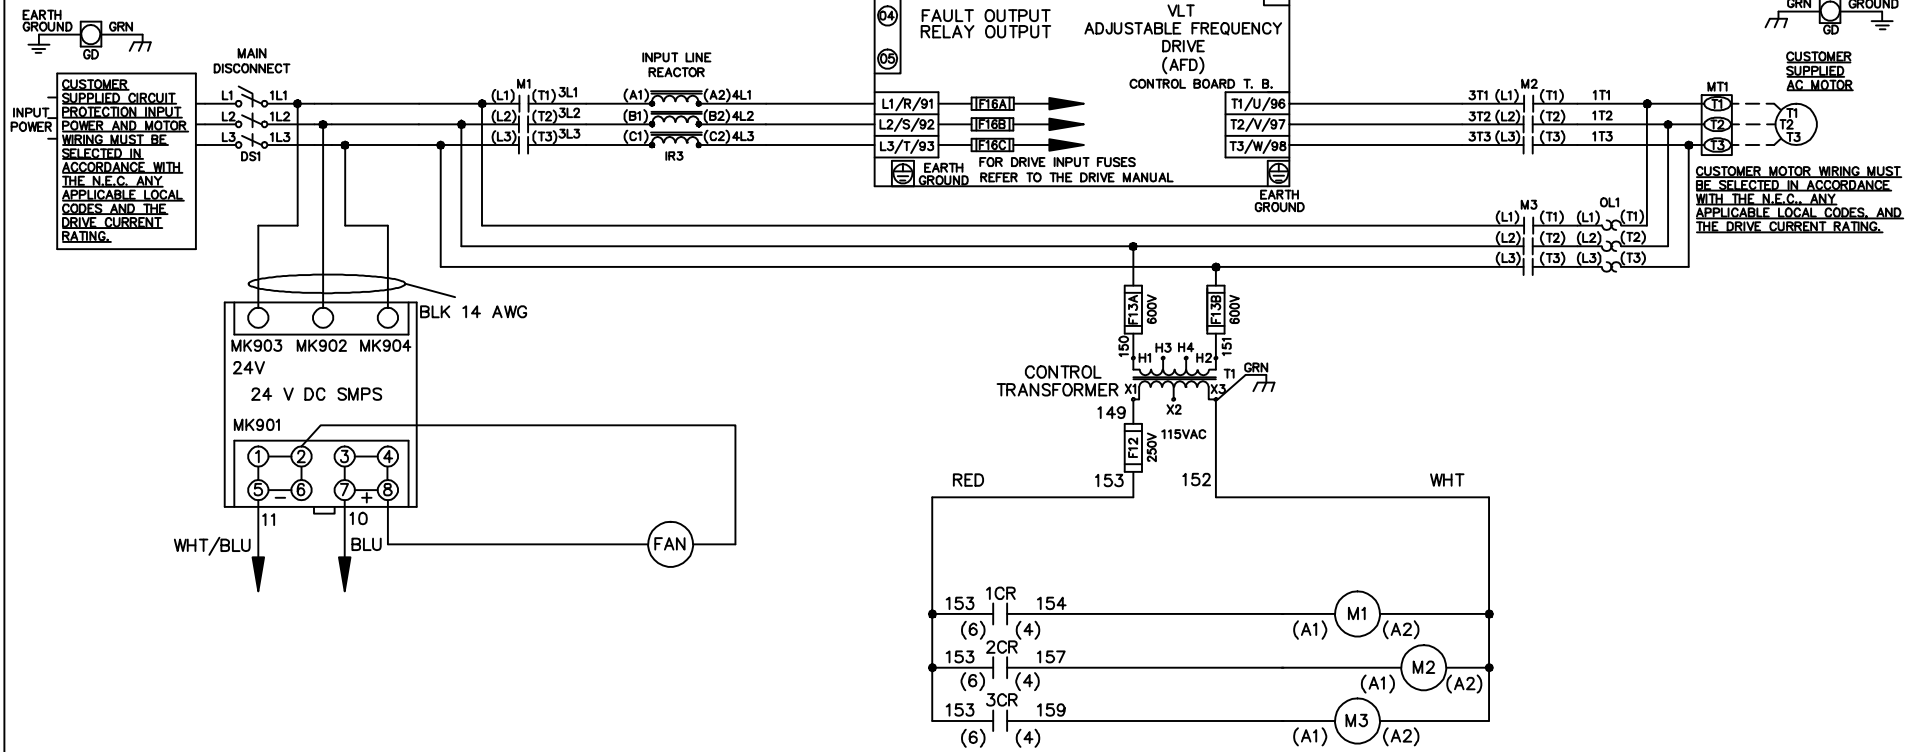 EARTH
GROUND
GRN
GD
04
FAULT OUTPUT
RELAY OUTPUT
05
VLT
ADJUSTABLE FREQUENCY
DRIVE
(AFD)
CONTROL BOARD T. B.
GRN
GROUND
GD
CUSTOMER
SUPPLIED
AC MOTOR
MAIN
DISCONNECT
INPUT LINE
REACTOR
INPUT
POWER
CUSTOMER
SUPPLIED CIRCUIT
PROTECTION INPUT
POWER AND MOTOR
WIRING MUST BE
SELECTED IN
ACCORDANCE WITH
THE N.E.C. ANY
APPLICABLE LOCAL
CODES AND THE
DRIVE CURRENT
RATING.
L1 1L1
L2 1L2
L3 1L3
DS1
M1
(L1) (T1) 3L1
(L2) (T2) 3L2
(L3) (T3) 3L3
(A1) (A2) 4L1
(B1) (B2) 4L2
(C1) (C2) 4L3
IR3
L1/R/91 F16A
L2/S/92 F16B
L3/T/93 F16C
FOR DRIVE INPUT FUSES
REFER TO THE DRIVE MANUAL
EARTH
GROUND
T1/U/96
T2/V/97
T3/W/98
EARTH
GROUND
M2
3T1 (L1) (T1) 1T1
3T2 (L2) (T2) 1T2
3T3 (L3) (T3) 1T3
MT1
T1
T2
T3
T1
T2
T3
CUSTOMER MOTOR WIRING MUST
BE SELECTED IN ACCORDANCE
WITH THE N.E.C., ANY
APPLICABLE LOCAL CODES, AND
THE DRIVE CURRENT RATING.
M3 OL1
(L1) (T1) (L1) (T1)
(L2) (T2) (L2) (T2)
(L3) (T3) (L3) (T3)
BLK 14 AWG
MK903 MK902 MK904
24V
24 V DC SMPS
MK901
1 2 3 4
5 - 6 7 + 8
11 10
WHT/BLU BLU
FAN
F13A
600V
F13B
600V
150
151
H1 H3 H4 H2
CONTROL
TRANSFORMER
T1
GRN
X1
X2
X3
149
115VAC
F12
250V
153
152
RED
WHT
1CR
153 154
(6) (4)
M1
(A1) (A2)
2CR
153 157
(6) (4)
M2
(A1) (A2)
3CR
153 159
(6) (4)
M3
(A1) (A2)